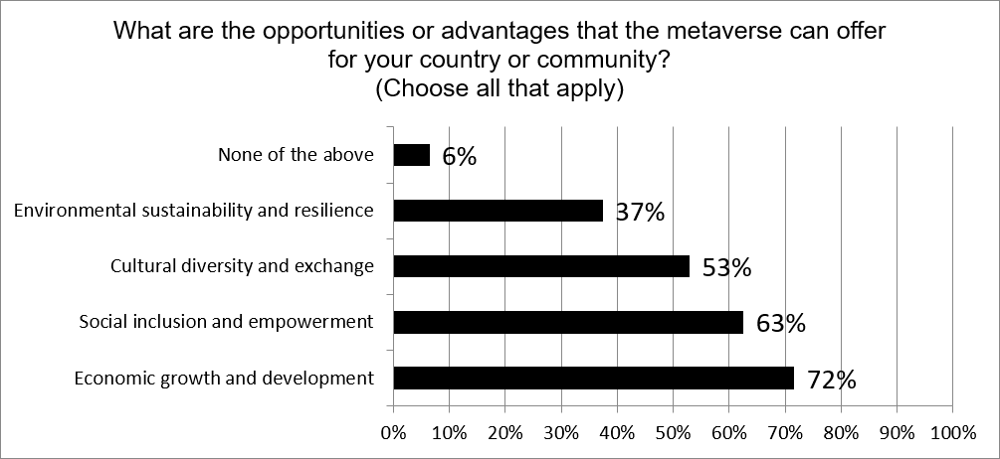 What are the opportunities or advantages that the metaverse can offer
for your country or community?
(Choose all that apply)
None of the above 6%
Environmental sustainability and resilience 37%
Cultural diversity and exchange 53%
Social inclusion and empowerment 63%
Economic growth and development 72%
0% 10% 20% 30% 40% 50% 60% 70% 80% 90% 100%